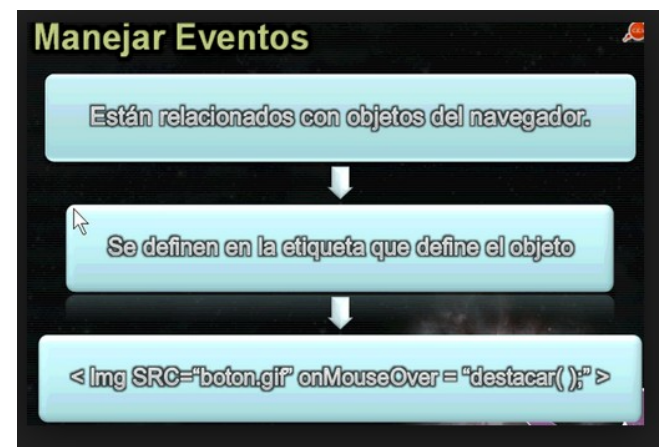 Manejar Eventos
Están relacionados con objetos del navegador.
Se definen en la etiqueta que define el objeto
< Img SRC=“boton.gif” onMouseOver = “destacar( );” >